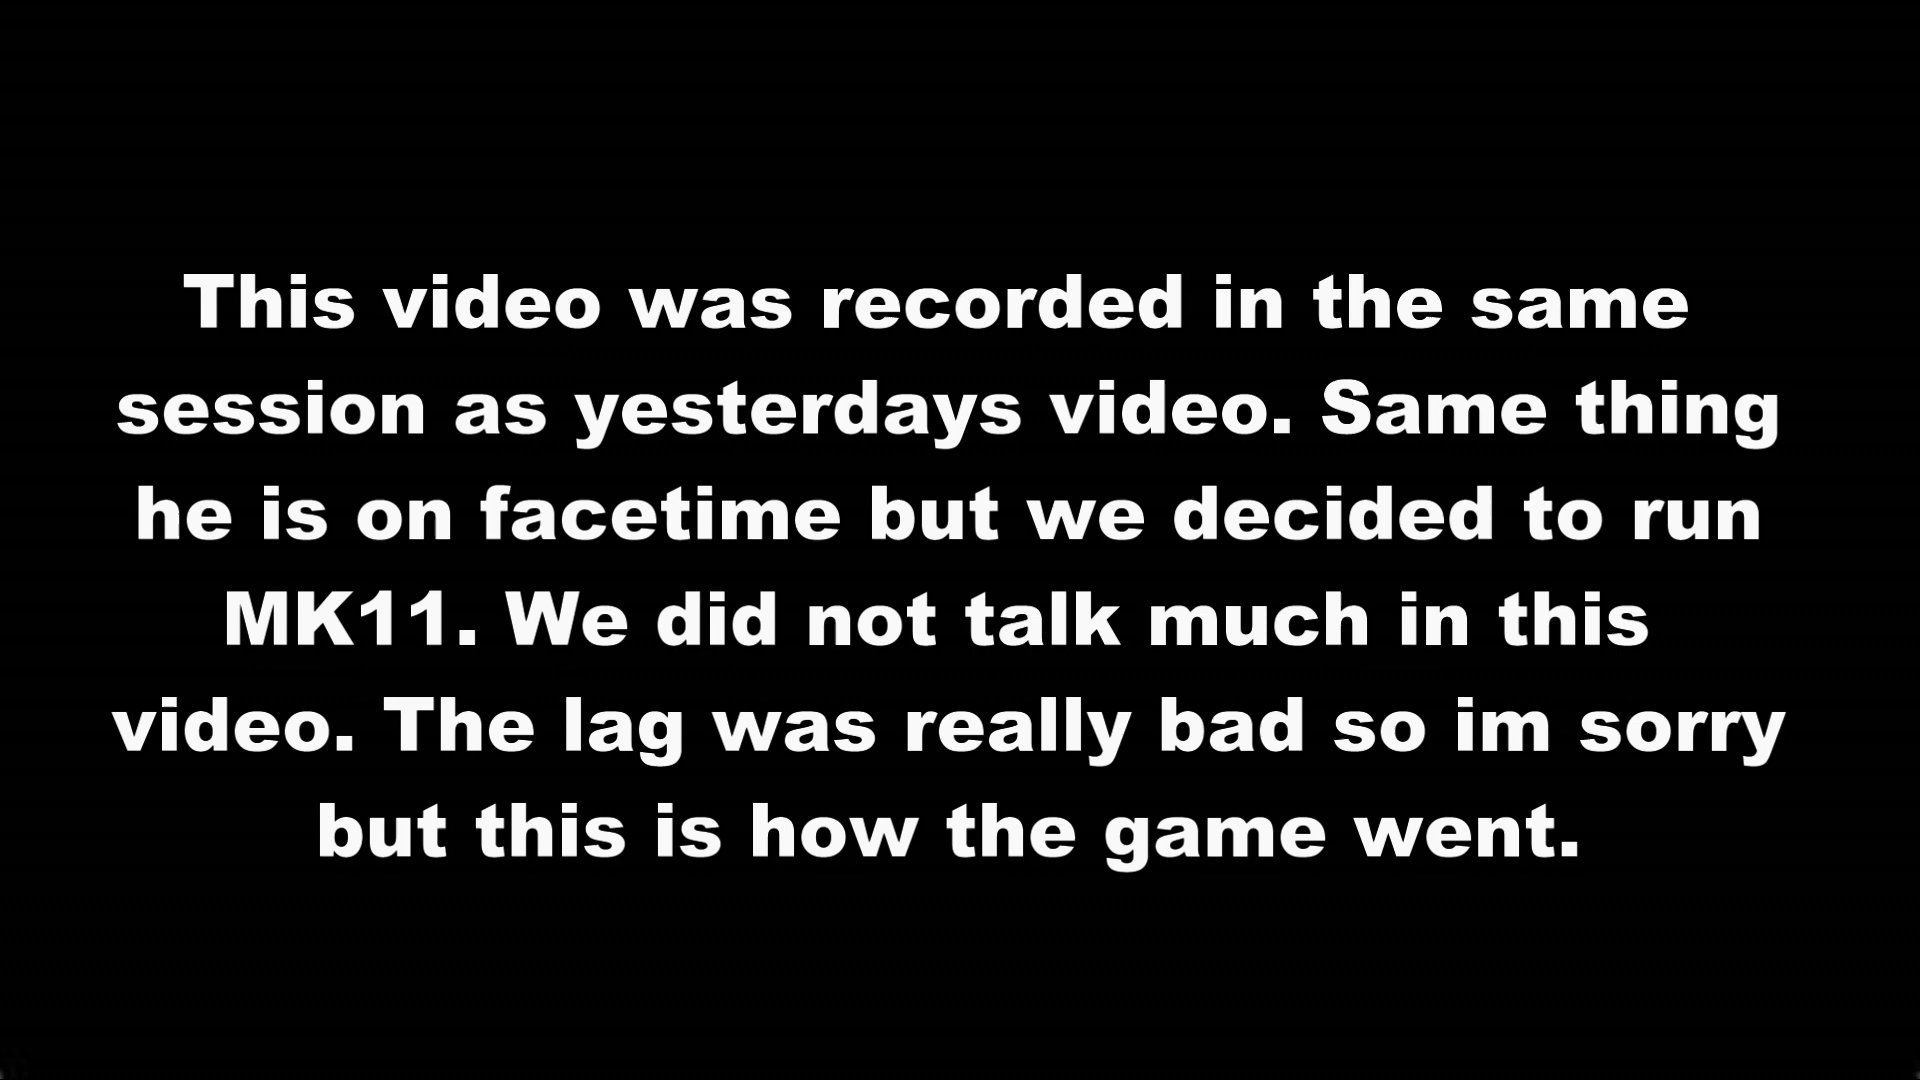 This video was recorded in the same
session as yesterdays video. Same thing
he is on facetime but we decided to run
MK11. We did not talk much in this
video. The lag was really bad so im sorry
but this is how the game went.